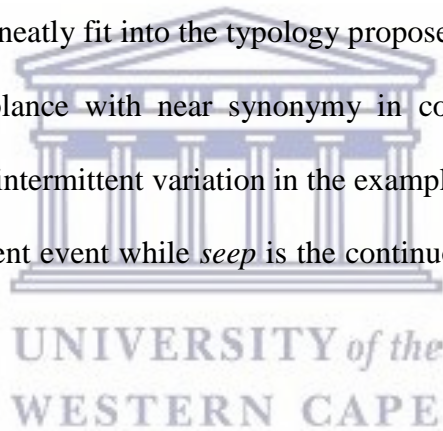 neatly fit into the typology propose
plance with near synonymy in co
intermittent variation in the exampl
ent event while seep is the continu
UNIVERSITY of the
WESTERN CAPE